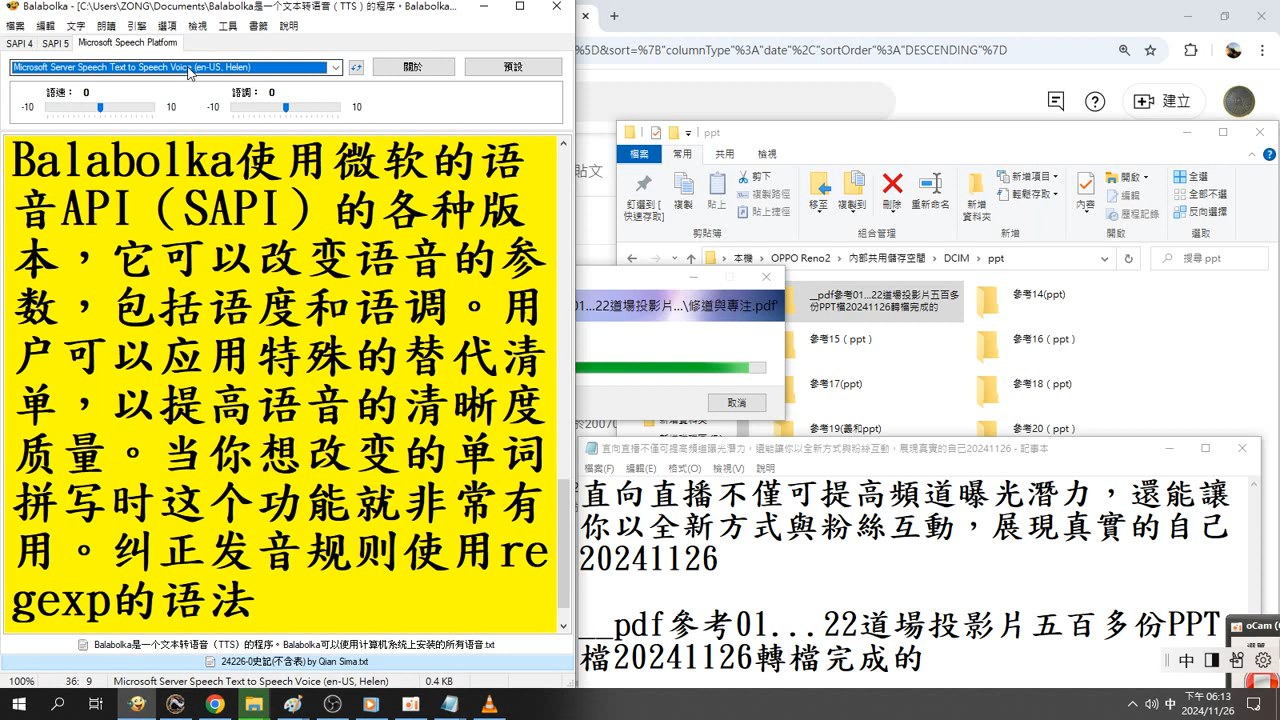 Balabolka - [C:\Users\ZONG\Documents\Balabolka是一个文本转语音（TTS）的程序。Balabolka...
檔案 編輯 文字 朗讀 引擎 選項 檢視 工具 書籤 說明
SAPI 4 SAPI 5 Microsoft Speech Platform
Microsoft Server Speech Text to Speech Voice (en-US, Helen)
關於 預設
語速： 0 語調： 0
-10 10 -10 10
Balabolka使用微软的语
音API（SAPI）的各种版
本，它可以改变语音的参
数，包括语度和语调。用
户可以应用特殊的替代清
单，以提高语音的清晰度
质量。当你想改变的单词
拼写时这个功能就非常有
用。纠正发音规则使用re
gexp的语法
Balabolka是一个文本转语音（TTS）的程序。Balabolka可以使用计算机系统上安装的所有语音.txt
24226-0史記(不含表) by Qian Sima.txt
100% 36: 9 Microsoft Server Speech Text to Speech Voice (en-US, Helen) 0.4 KB
%5D&sort=%7B"columnType"%3A"date"%2C"sortOrder"%3A"DESCENDING"%7D
建立
貼文
ppt
檔案 常用 共用 檢視
釘選到 [
快速存取]
複製
貼上
剪下
複製路徑
貼上捷徑
移至
複製到
刪除
重新命名
新增
資料夾
新增項目
輕鬆存取
內容
開啟
編輯
歷程記錄
全選
全部不選
反向選擇
剪貼簿 組合管理 新增 開啟 選取
本機 OPPO Reno2 內部共用儲存空間 DCIM ppt
搜尋 ppt
__pdf參考01...22道場投影片五百多
份PPT檔20241126轉檔完成的
參考14(ppt)
參考15（ppt） 參考16（ppt)
參考17(ppt) 參考18（ppt)
參考19(叢和ppt) 參考20（ppt)
01...22道場投影片...\修道與專注.pdf'
取消
直向直播不僅可提高頻道曝光潛力，還能讓你以全新方式與粉絲互動，展現真實的自己20241126 - 記事本
檔案(F) 編輯(E) 格式(O) 檢視(V) 說明
直向直播不僅可提高頻道曝光潛力，還能讓
你以全新方式與粉絲互動，展現真實的自己
20241126
__pdf參考01...22道場投影片五百多份PPT
檔20241126轉檔完成的
oCam (
中
中
下午 06:13
2024/11/26